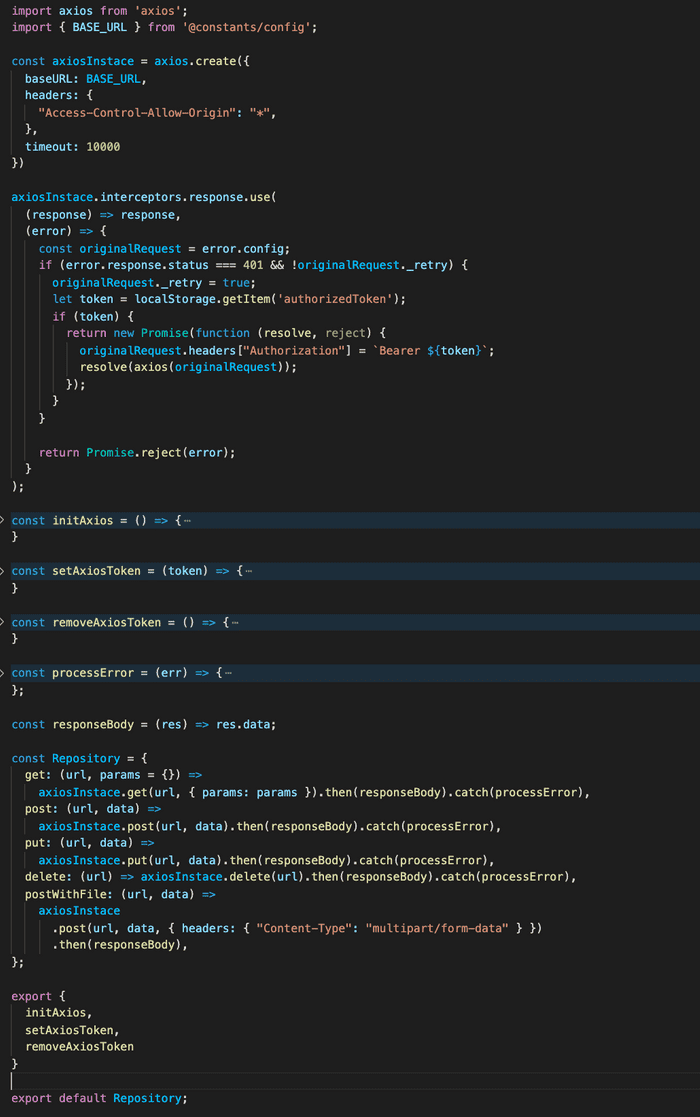 import axios from 'axios';
import { BASE_URL } from '@constants/config';
const axiosInstace = axios.create({
baseURL: BASE_URL,
headers: {
"Access-Control-Allow-Origin": "*",
},
timeout: 10000
})
axiosInstace.interceptors.response.use(
(response) => response,
(error) => {
const originalRequest = error.config;
if (error.response.status === 401 && !originalRequest._retry) {
originalRequest._retry = true;
let token = localStorage.getItem('authorizedToken');
if (token) {
return new Promise(function (resolve, reject) {
originalRequest.headers["Authorization"] = `Bearer ${token}`;
resolve(axios(originalRequest));
});
}
}
return Promise.reject(error);
}
);
const initAxios = () => {⋯
}
const setAxiosToken = (token) => {⋯
}
const removeAxiosToken = () => {⋯
}
const processError = (err) => {⋯
};
const responseBody = (res) => res.data;
const Repository = {
get: (url, params = {}) =>
axiosInstace.get(url, { params: params }).then(responseBody).catch(processError),
post: (url, data) =>
axiosInstace.post(url, data).then(responseBody).catch(processError),
put: (url, data) =>
axiosInstace.put(url, data).then(responseBody).catch(processError),
delete: (url) => axiosInstace.delete(url).then(responseBody).catch(processError),
postWithFile: (url, data) =>
axiosInstace
.post(url, data, { headers: { "Content-Type": "multipart/form-data" } })
.then(responseBody),
};
export {
initAxios,
setAxiosToken,
removeAxiosToken
}
export default Repository;